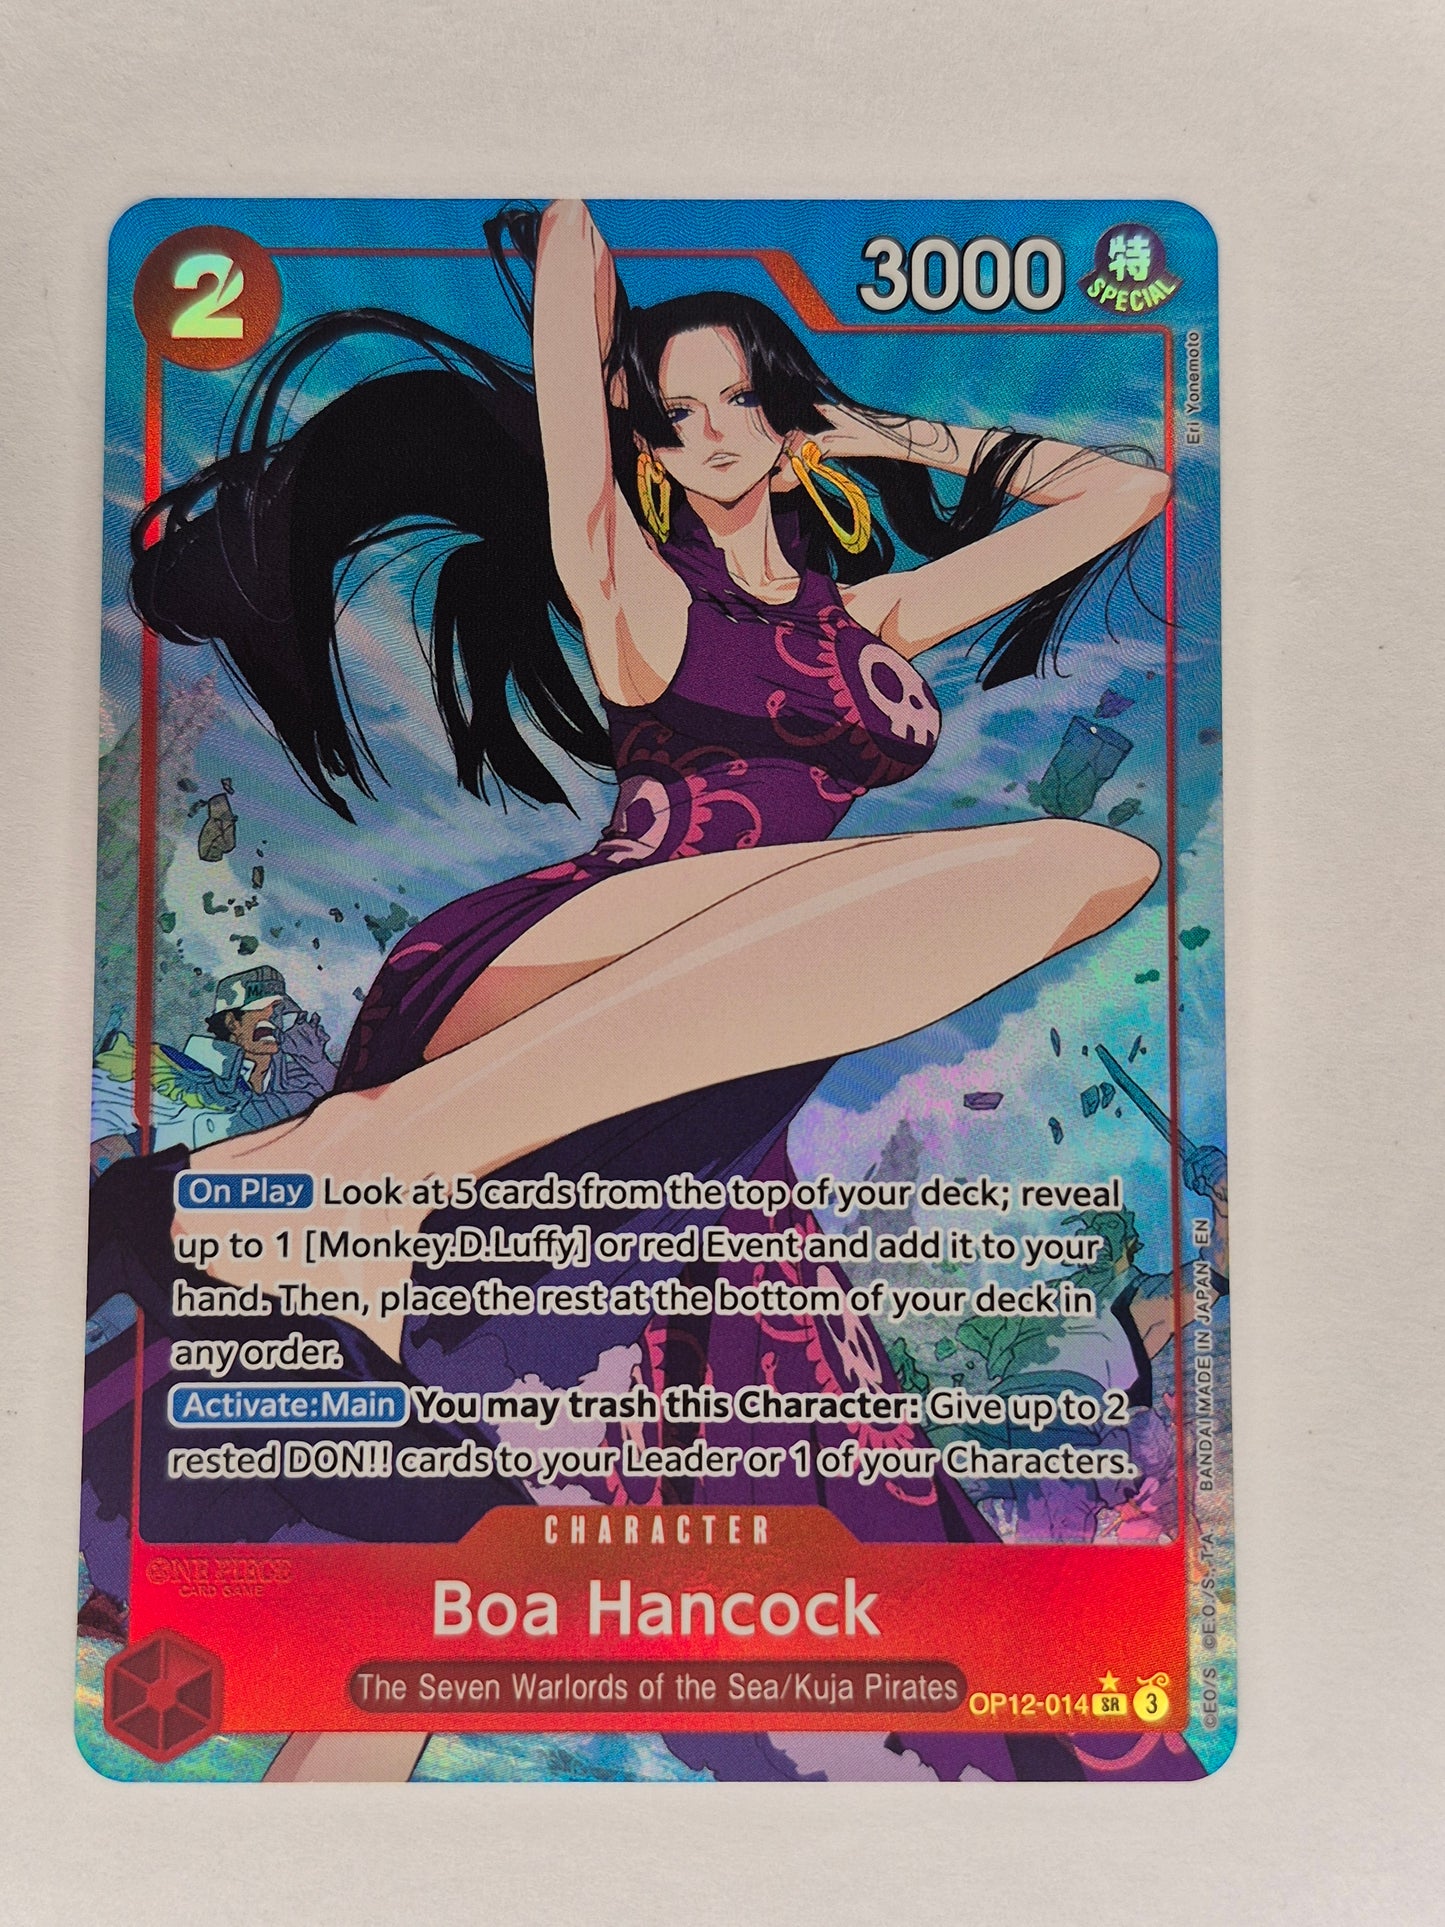 2
3000
特
SPECIAL
Eri Yonemoto
On Play Look at 5 cards from the top of your deck; reveal
up to 1 [Monkey.D.Luffy] or red Event and add it to your
hand. Then, place the rest at the bottom of your deck in
any order.
Activate:Main You may trash this Character: Give up to 2
rested DON!! cards to your Leader or 1 of your Characters.
CHARACTER
ONE PIECE
CARD GAME
Boa Hancock
The Seven Warlords of the Sea/Kuja Pirates
OP12-014 SR 3
©EO/S ©E.O./S.,T.A. BANDAI MADE IN JAPAN EN